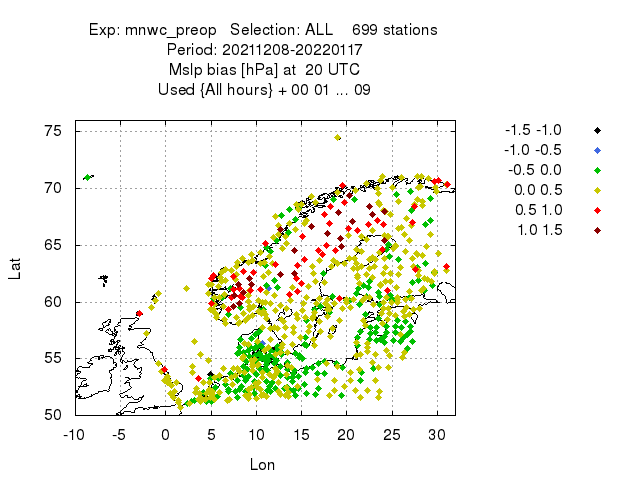 Exp: mnwc_preop   Selection: ALL    699 stations
Period: 20211208-20220117
Mslp bias [hPa] at  20 UTC
Used {All hours} + 00 01 ... 09
75
70
65
60
55
50
Lat
-10 -5 0 5 10 15 20 25 30
Lon
-1.5 -1.0
-1.0 -0.5
-0.5 0.0
0.0 0.5
0.5 1.0
1.0 1.5